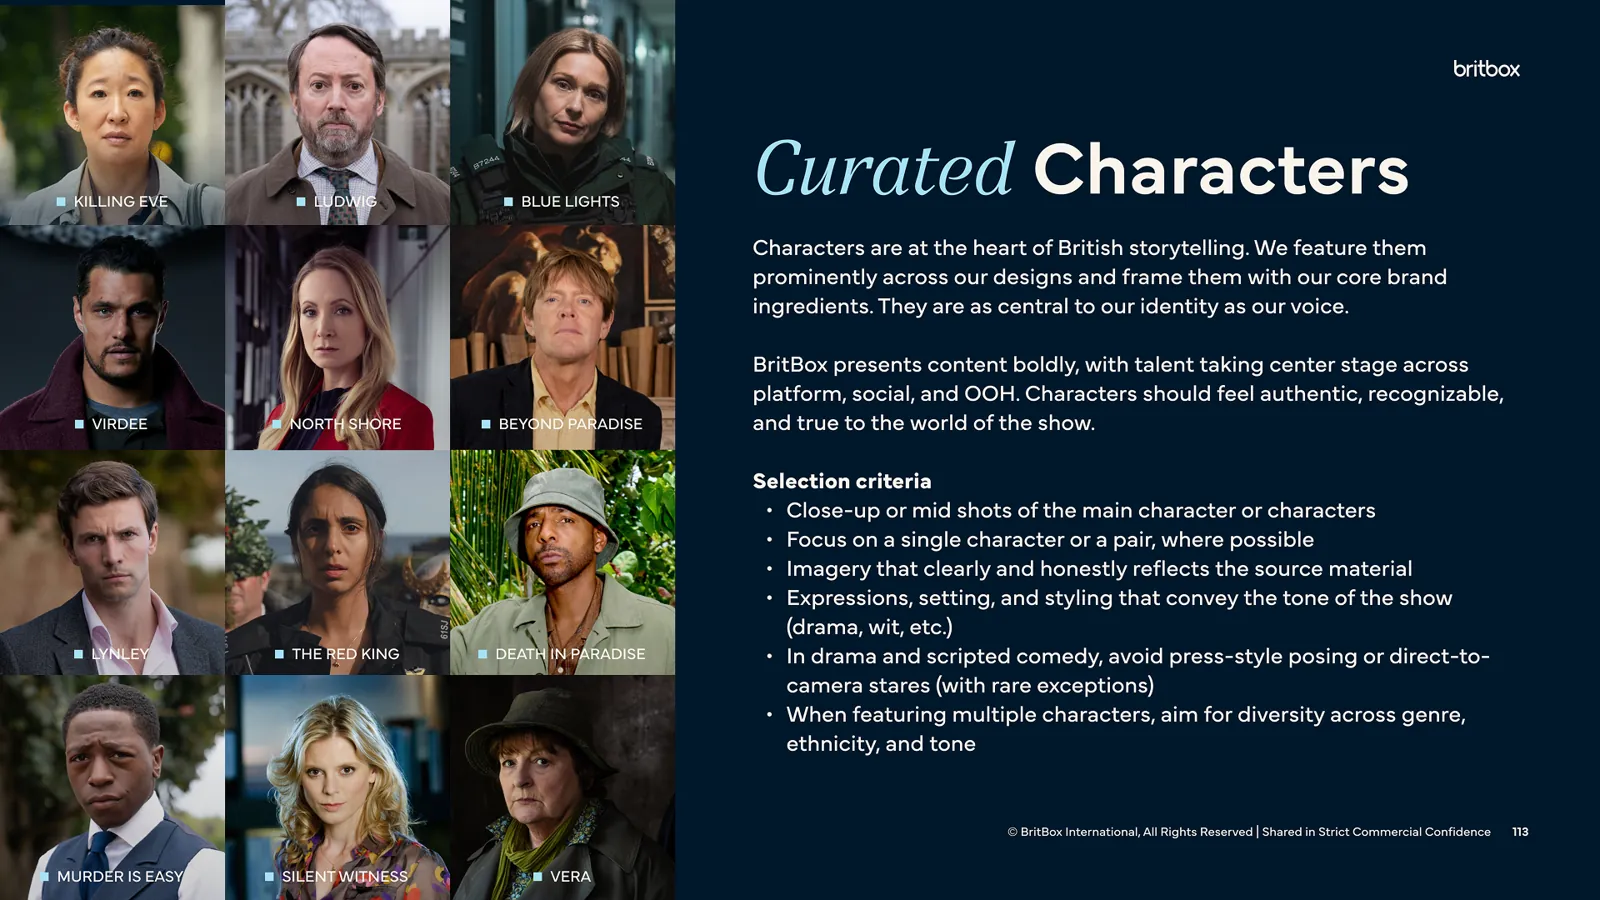 KILLING EVE
LUDWIG
BLUE LIGHTS
B7244
VIRDEE
NORTH SHORE
BEYOND PARADISE
LYNLEY
THE RED KING
61SJ
DEATH IN PARADISE
MURDER IS EASY
SILENT WITNESS
VERA
britbox
Curated Characters
Characters are at the heart of British storytelling. We feature them
prominently across our designs and frame them with our core brand
ingredients. They are as central to our identity as our voice.
BritBox presents content boldly, with talent taking center stage across
platform, social, and OOH. Characters should feel authentic, recognizable,
and true to the world of the show.
Selection criteria
• Close-up or mid shots of the main character or characters
• Focus on a single character or a pair, where possible
• Imagery that clearly and honestly reflects the source material
• Expressions, setting, and styling that convey the tone of the show
(drama, wit, etc.)
• In drama and scripted comedy, avoid press-style posing or direct-to-
camera stares (with rare exceptions)
• When featuring multiple characters, aim for diversity across genre,
ethnicity, and tone
© BritBox International, All Rights Reserved | Shared in Strict Commercial Confidence 113